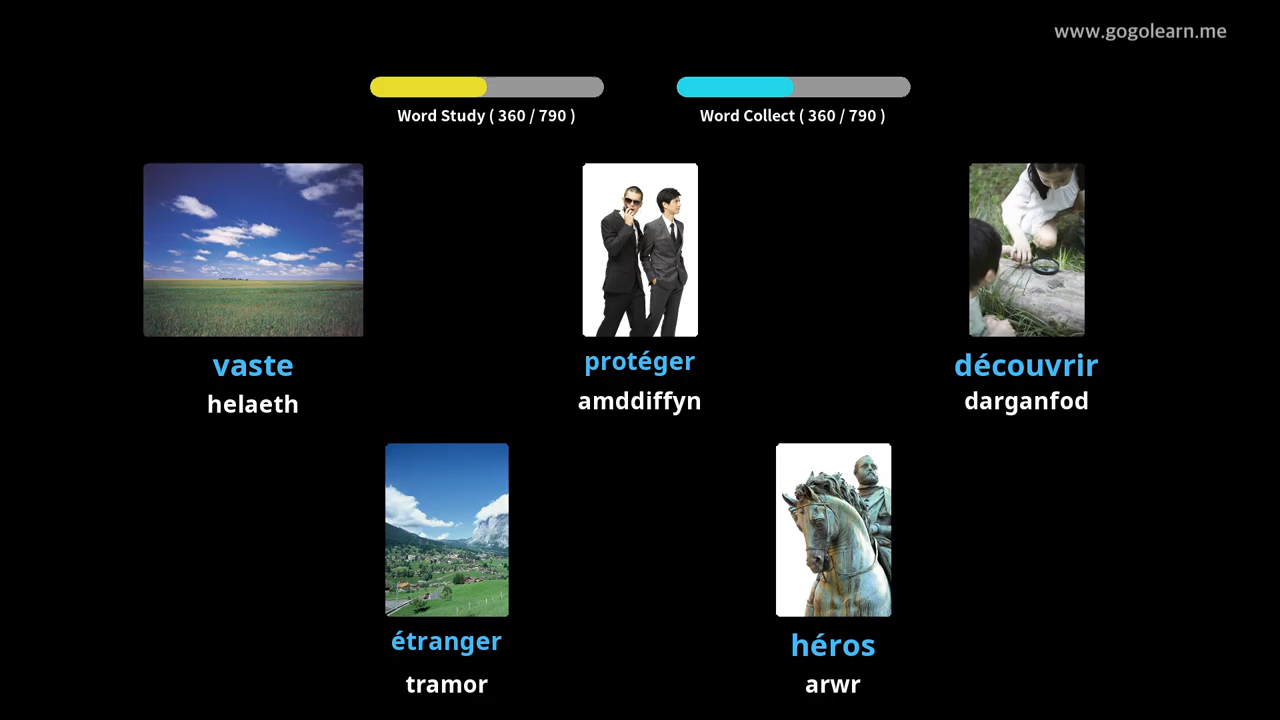 www.gogolearn.me
Word Study ( 360 / 790 )
Word Collect ( 360 / 790 )
vaste
helaeth
protéger
amddiffyn
découvrir
darganfod
étranger
tramor
héros
arwr